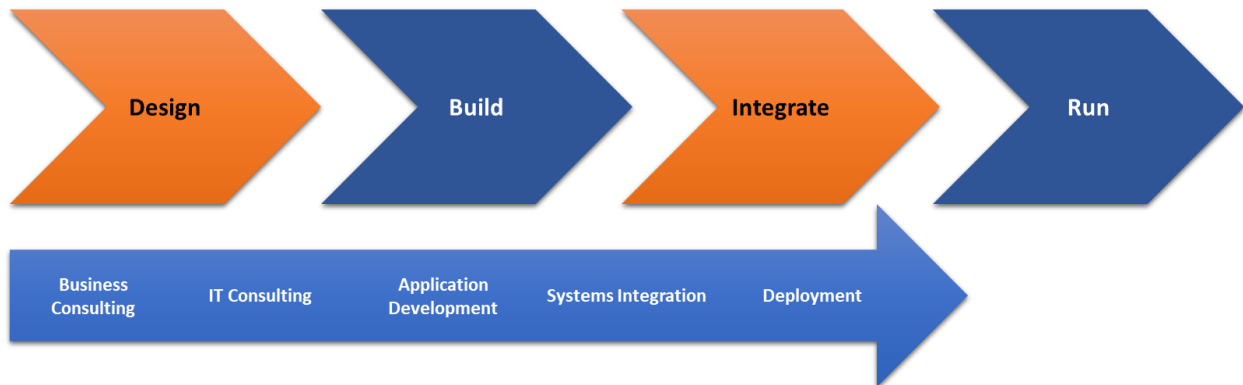 Design
Build
Integrate
Run
Business
Consulting
IT Consulting
Application
Development
Systems Integration
Deployment